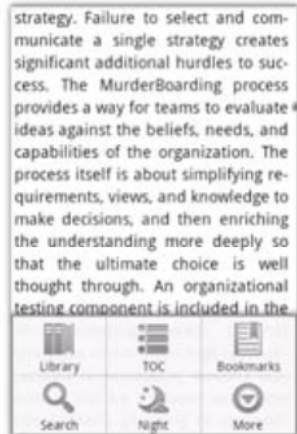 strategy. Failure to select and com-
municate a single strategy creates
significant additional hurdles to suc-
cess. The MurderBoarding process
provides a way for teams to evaluate
ideas against the beliefs, needs, and
capabilities of the organization. The
process itself is about simplifying re-
quirements, views, and knowledge to
make decisions, and then enriching
the understanding more deeply so
that the ultimate choice is well
thought through. An organizational
testing component is included in the
Library TOC Bookmarks
Search Night More